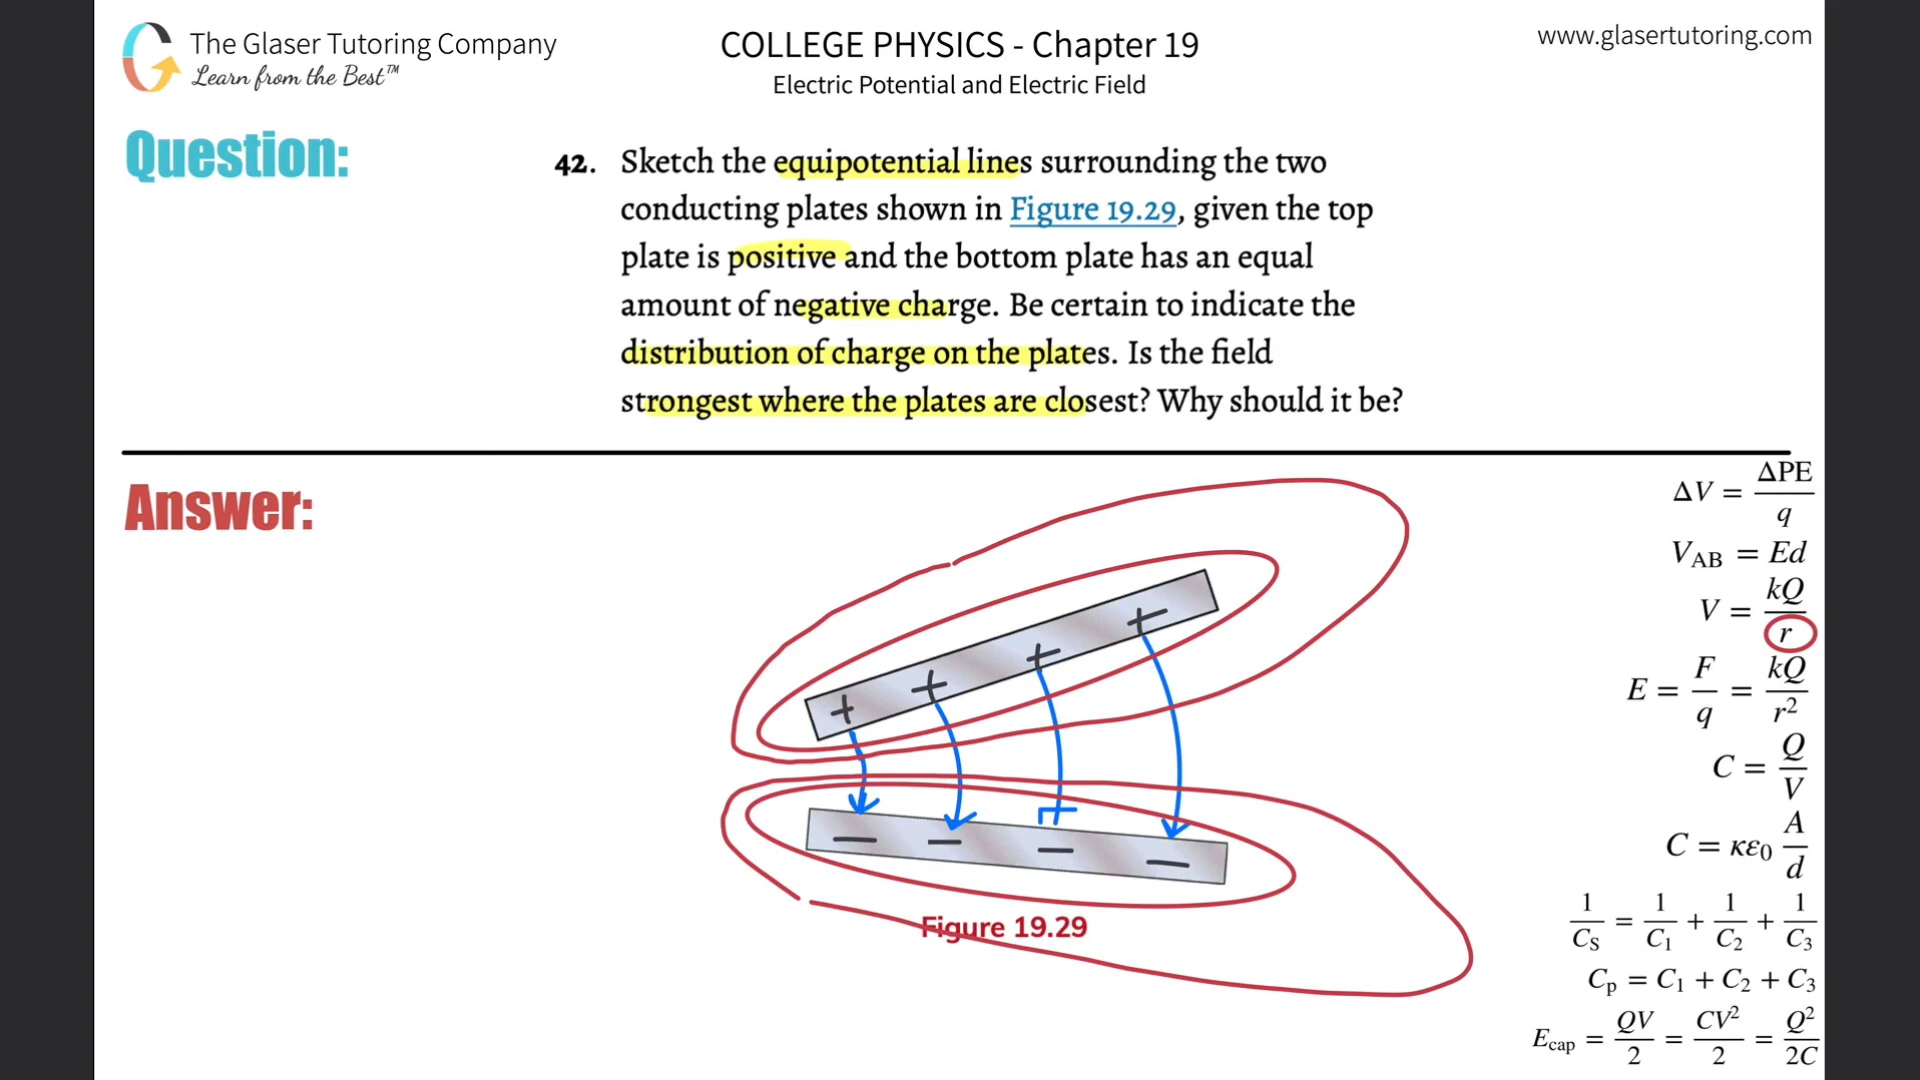 The Glaser Tutoring Company
Learn from the Best™
COLLEGE PHYSICS - Chapter 19
Electric Potential and Electric Field
www.glasertutoring.com
Question:
42. Sketch the equipotential lines surrounding the two
conducting plates shown in Figure 19.29, given the top
plate is positive and the bottom plate has an equal
amount of negative charge. Be certain to indicate the
distribution of charge on the plates. Is the field
strongest where the plates are closest? Why should it be?
Answer:
+ + + +
− − − −
Figure 19.29
ΔV = ΔPE / q
V_AB = Ed
V = kQ / r
E = F / q = kQ / r²
C = Q / V
C = κε₀ A / d
1 / C_S = 1 / C₁ + 1 / C₂ + 1 / C₃
C_p = C₁ + C₂ + C₃
E_cap = QV / 2 = CV² / 2 = Q² / 2C